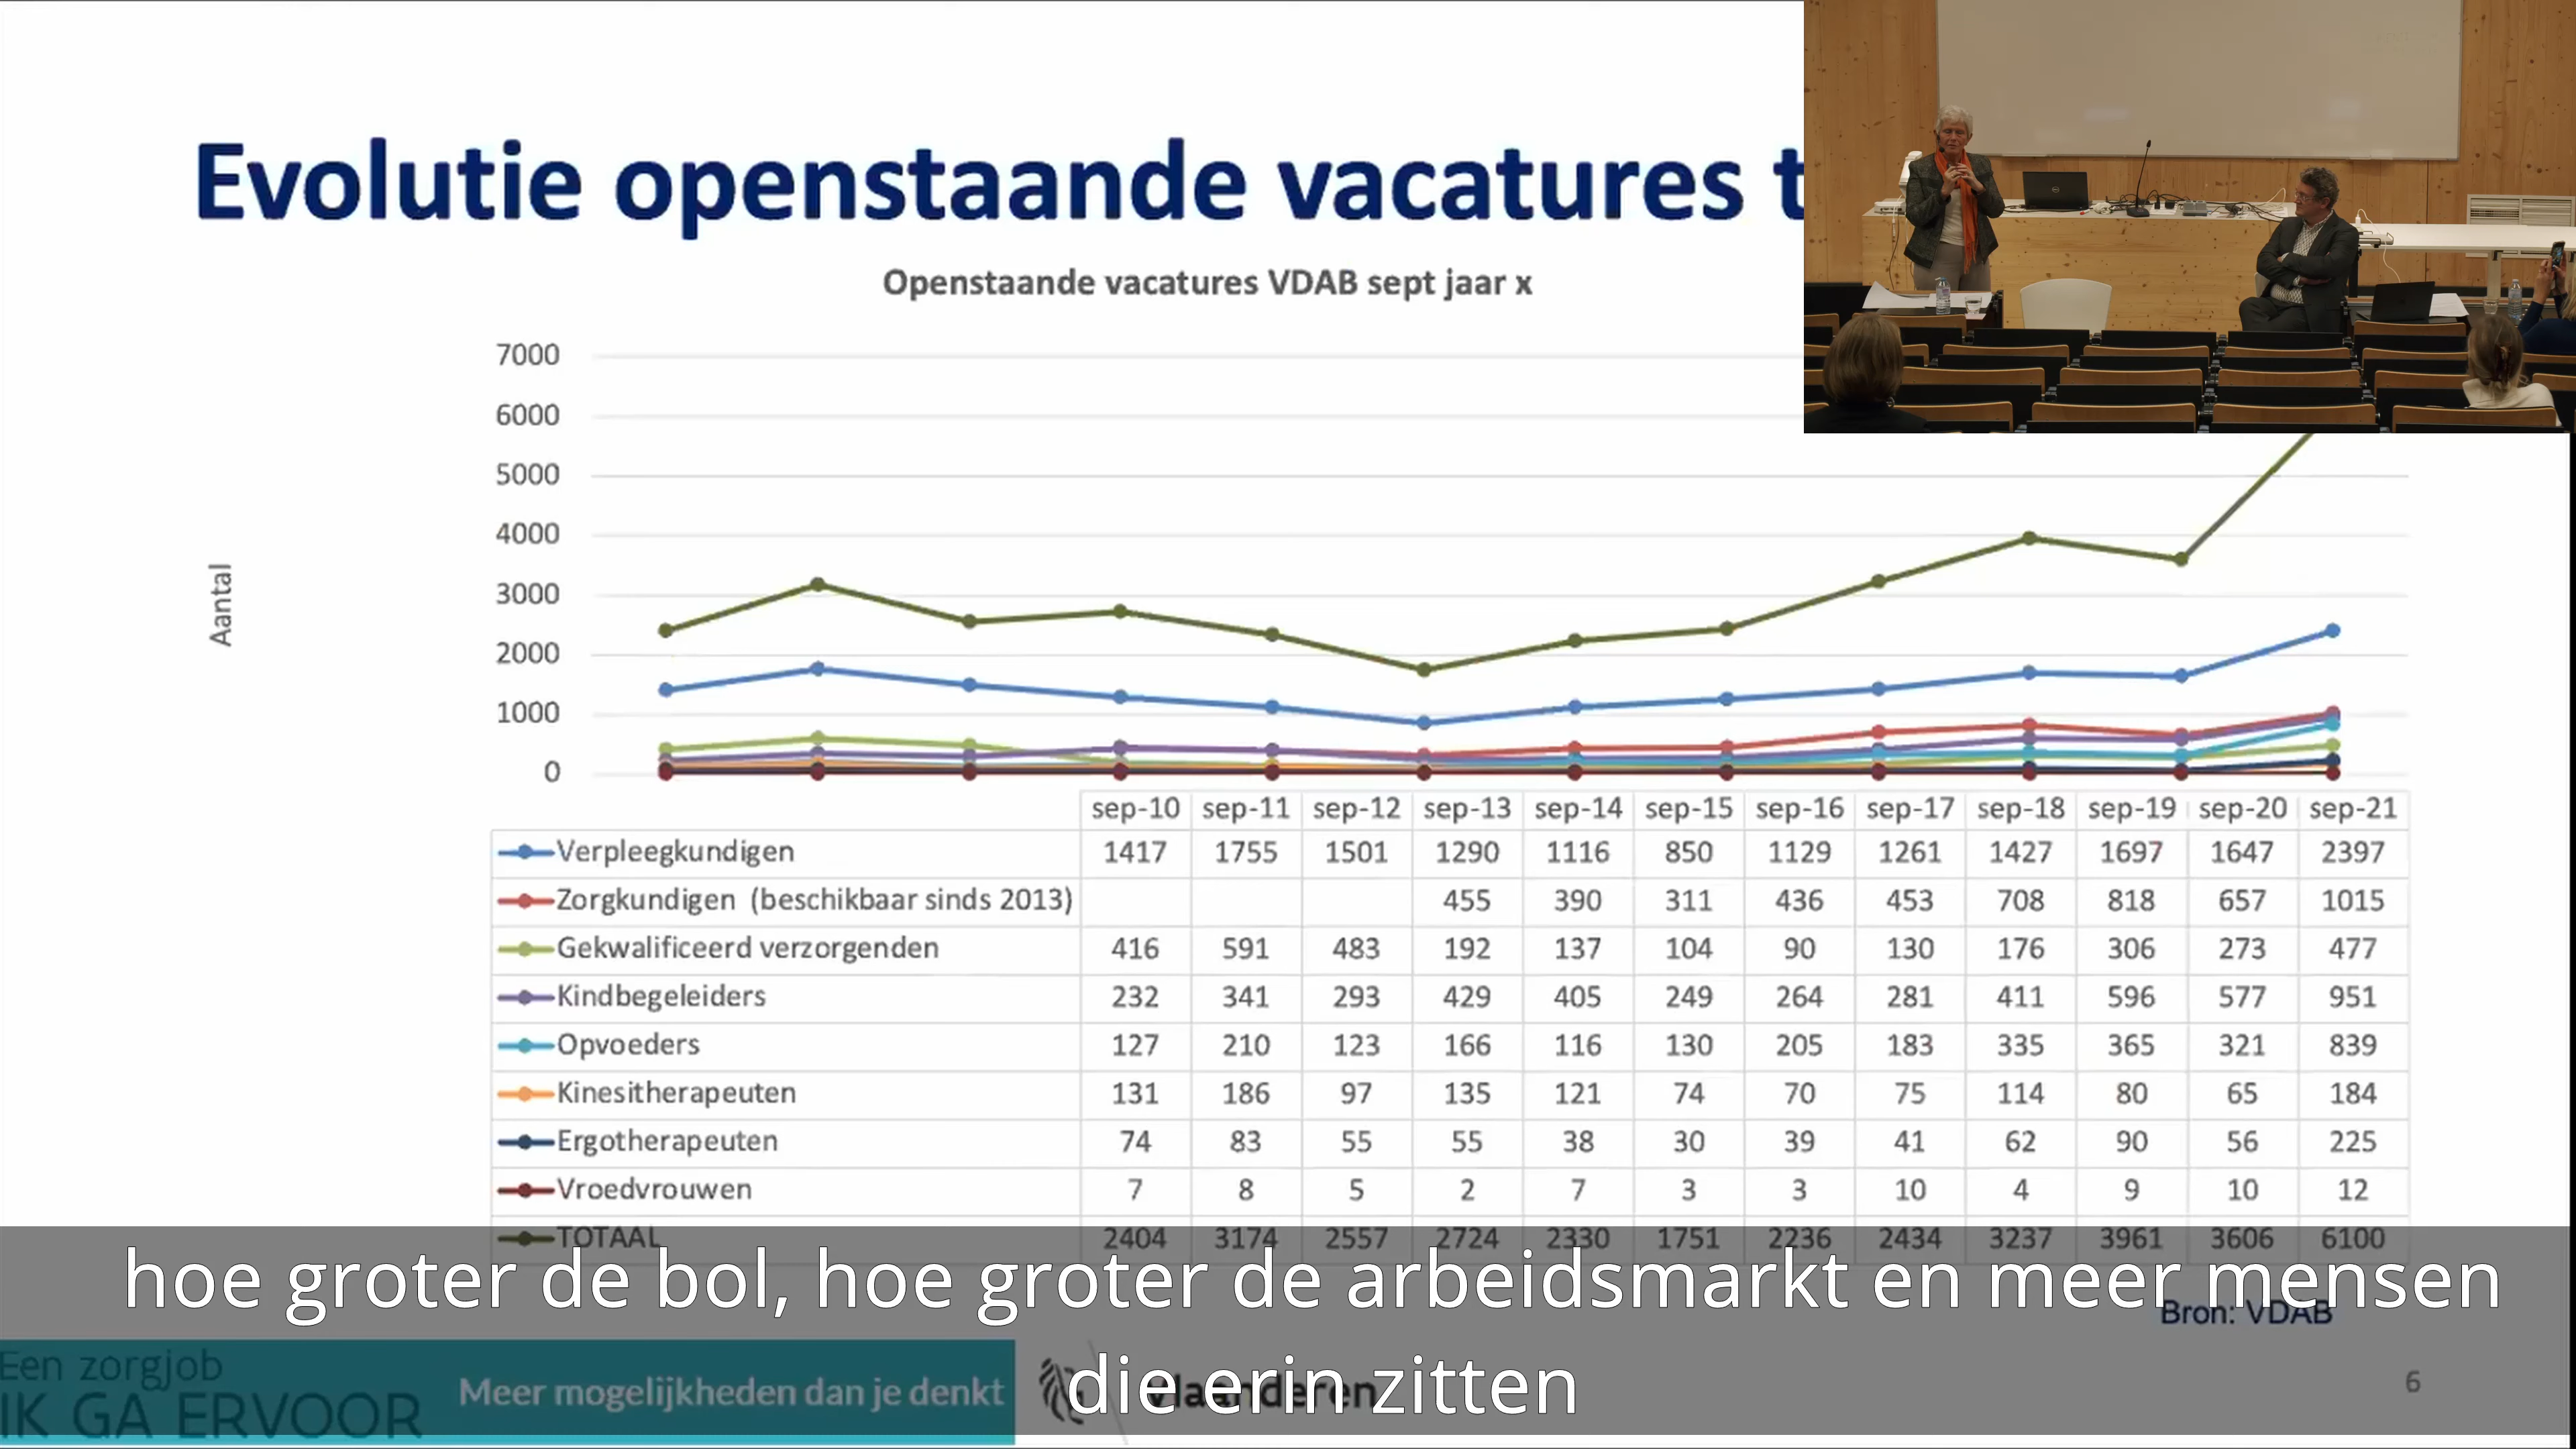 Evolutie openstaande vacatures t
Openstaande vacatures VDAB sept jaar x
Aantal
7000
6000
5000
4000
3000
2000
1000
0
sep-10 sep-11 sep-12 sep-13 sep-14 sep-15 sep-16 sep-17 sep-18 sep-19 sep-20 sep-21
Verpleegkundigen 1417 1755 1501 1290 1116 850 1129 1261 1427 1697 1647 2397
Zorgkundigen (beschikbaar sinds 2013) 455 390 311 436 453 708 818 657 1015
Gekwalificeerd verzorgenden 416 591 483 192 137 104 90 130 176 306 273 477
Kindbegeleiders 232 341 293 429 405 249 264 281 411 596 577 951
Opvoeders 127 210 123 166 116 130 205 183 335 365 321 839
Kinesitherapeuten 131 186 97 135 121 74 70 75 114 80 65 184
Ergotherapeuten 74 83 55 55 38 30 39 41 62 90 56 225
Vroedvrouwen 7 8 5 2 7 3 3 10 4 9 10 12
TOTAAL 2404 3174 2557 2724 2330 1751 2236 2434 3237 3961 3606 6100
hoe groter de bol, hoe groter de arbeidsmarkt en meer mensen
die erin zitten
Bron: VDAB
Een zorgjob
IK GA ERVOOR
Meer mogelijkheden dan je denkt
Vlaanderen
6